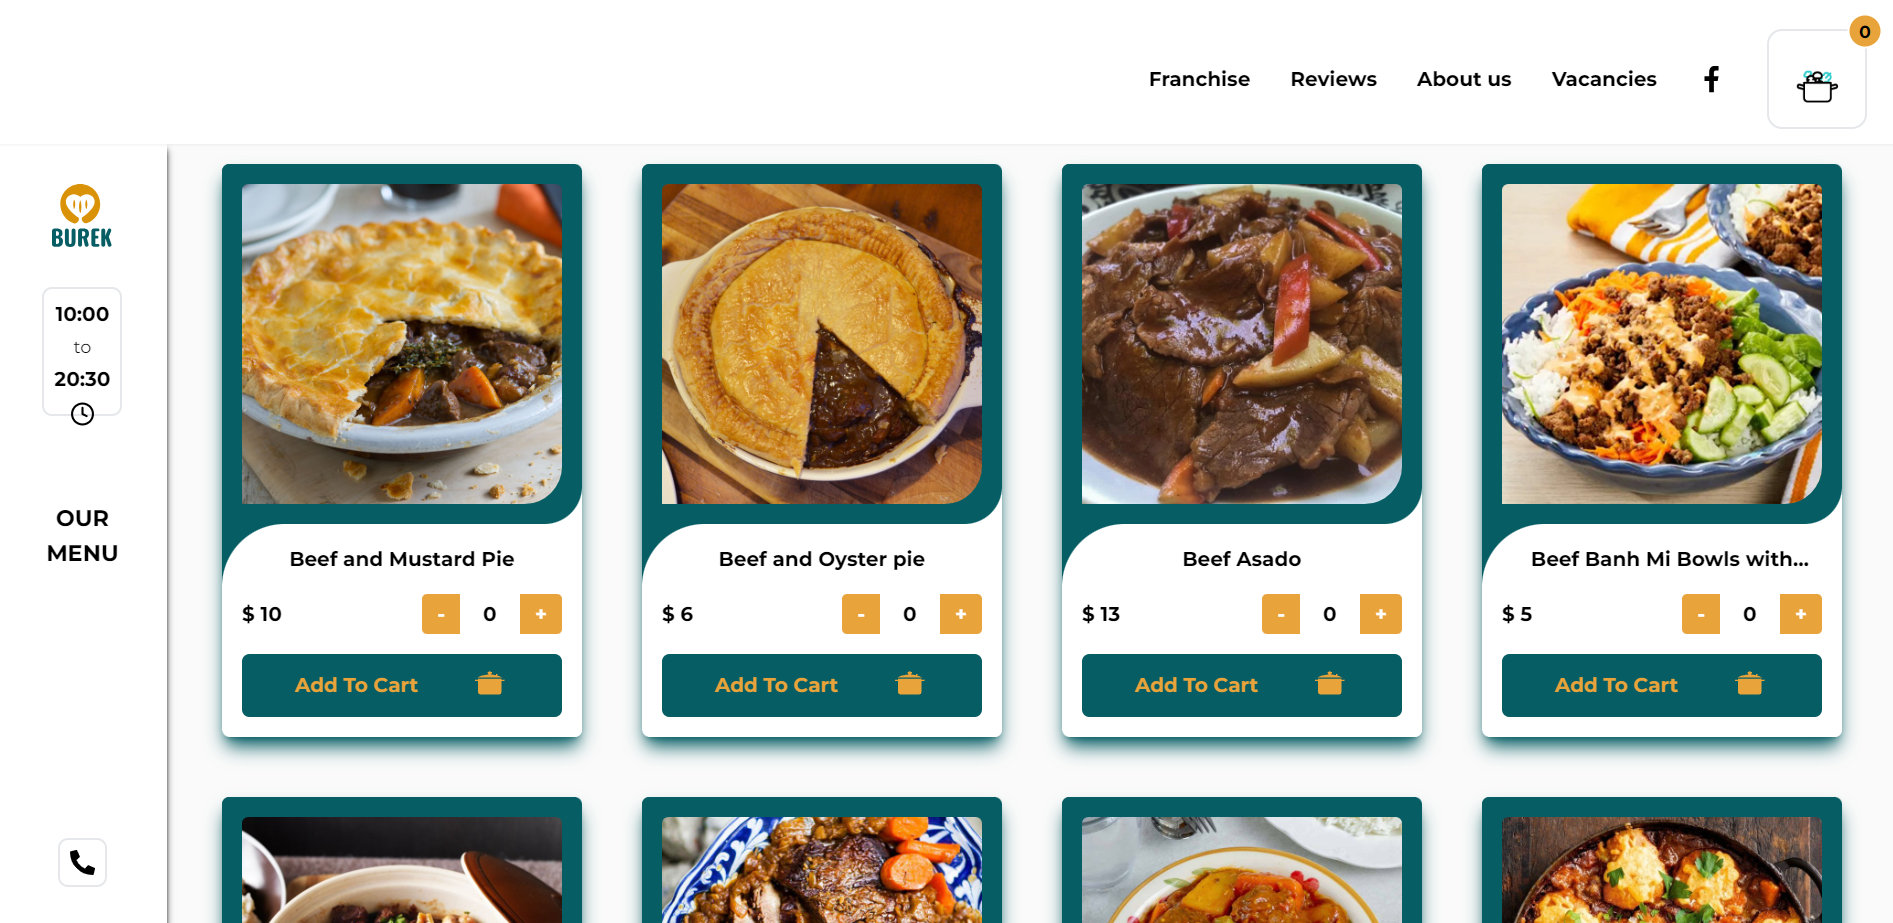 Franchise
Reviews
About us
Vacancies
0
BUREK
10:00
to
20:30
OUR
MENU
Beef and Mustard Pie
$ 10
- 0 +
Add To Cart
Beef and Oyster pie
$ 6
- 0 +
Add To Cart
Beef Asado
$ 13
- 0 +
Add To Cart
Beef Banh Mi Bowls with...
$ 5
- 0 +
Add To Cart